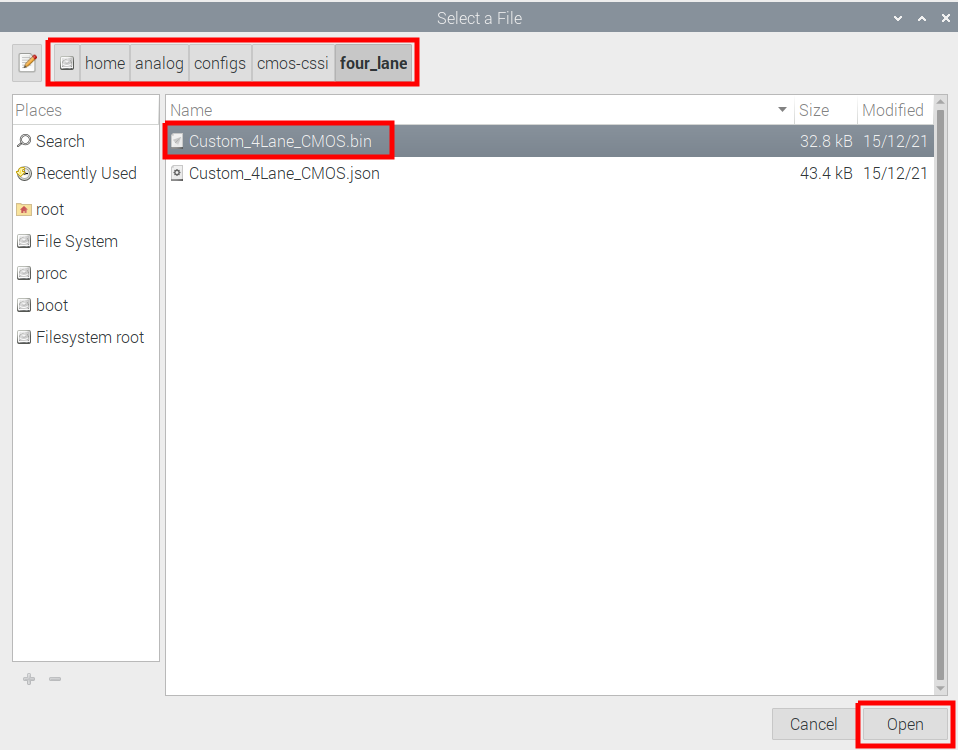 Select a File
home analog configs cmos-cssi four_lane
Places
Search
Recently Used
root
File System
proc
boot
Filesystem root
Name Size Modified
Custom_4Lane_CMOS.bin 32.8 kB 15/12/21
Custom_4Lane_CMOS.json 43.4 kB 15/12/21
Cancel Open